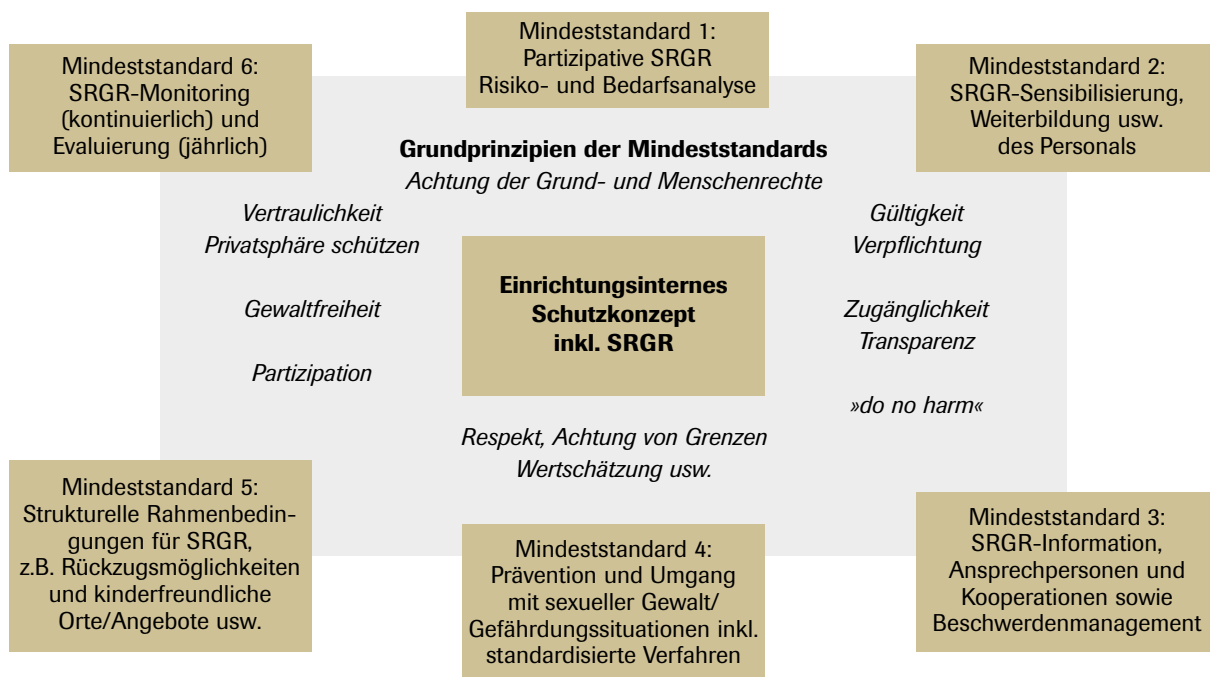 Mindeststandard 1:
Partizipative SRGR
Risiko- und Bedarfsanalyse
Mindeststandard 6:
SRGR-Monitoring
(kontinuierlich) und
Evaluierung (jährlich)
Mindeststandard 2:
SRGR-Sensibilisierung,
Weiterbildung usw.
des Personals
Grundprinzipien der Mindeststandards
Achtung der Grund- und Menschenrechte
Vertraulichkeit
Privatsphäre schützen
Gewaltfreiheit
Partizipation
Einrichtungsinternes
Schutzkonzept
inkl. SRGR
Gültigkeit
Verpflichtung
Zugänglichkeit
Transparenz
»do no harm«
Respekt, Achtung von Grenzen
Wertschätzung usw.
Mindeststandard 5:
Strukturelle Rahmenbedin-
gungen für SRGR,
z.B. Rückzugsmöglichkeiten
und kinderfreundliche
Orte/Angebote usw.
Mindeststandard 4:
Prävention und Umgang
mit sexueller Gewalt/
Gefährdungssituationen inkl.
standardisierte Verfahren
Mindeststandard 3:
SRGR-Information,
Ansprechpersonen und
Kooperationen sowie
Beschwerdenmanagement